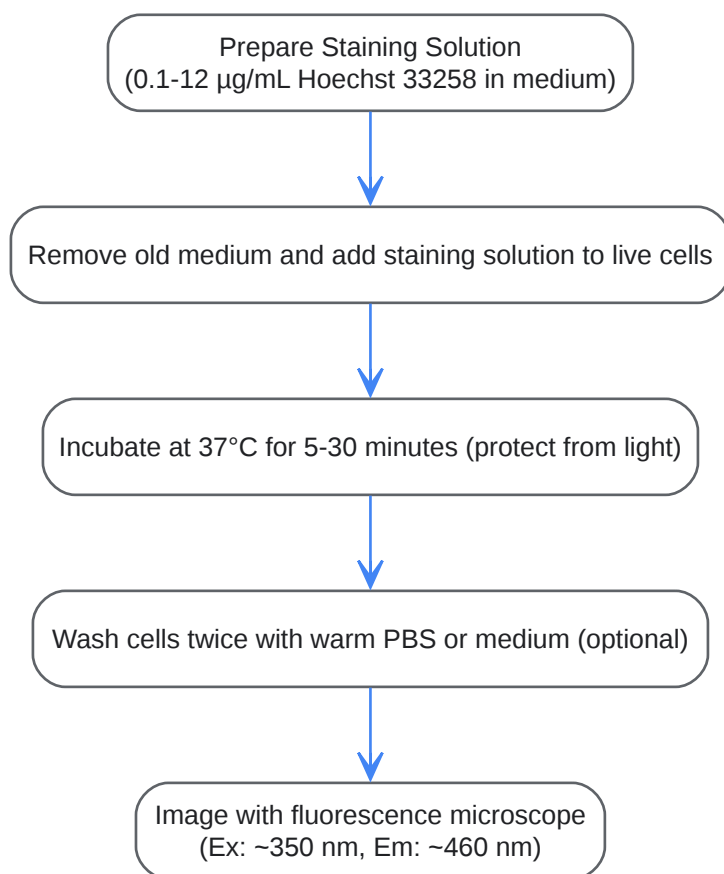 Prepare Staining Solution
(0.1-12 µg/mL Hoechst 33258 in medium)
Remove old medium and add staining solution to live cells
Incubate at 37°C for 5-30 minutes (protect from light)
Wash cells twice with warm PBS or medium (optional)
Image with fluorescence microscope
(Ex: ~350 nm, Em: ~460 nm)